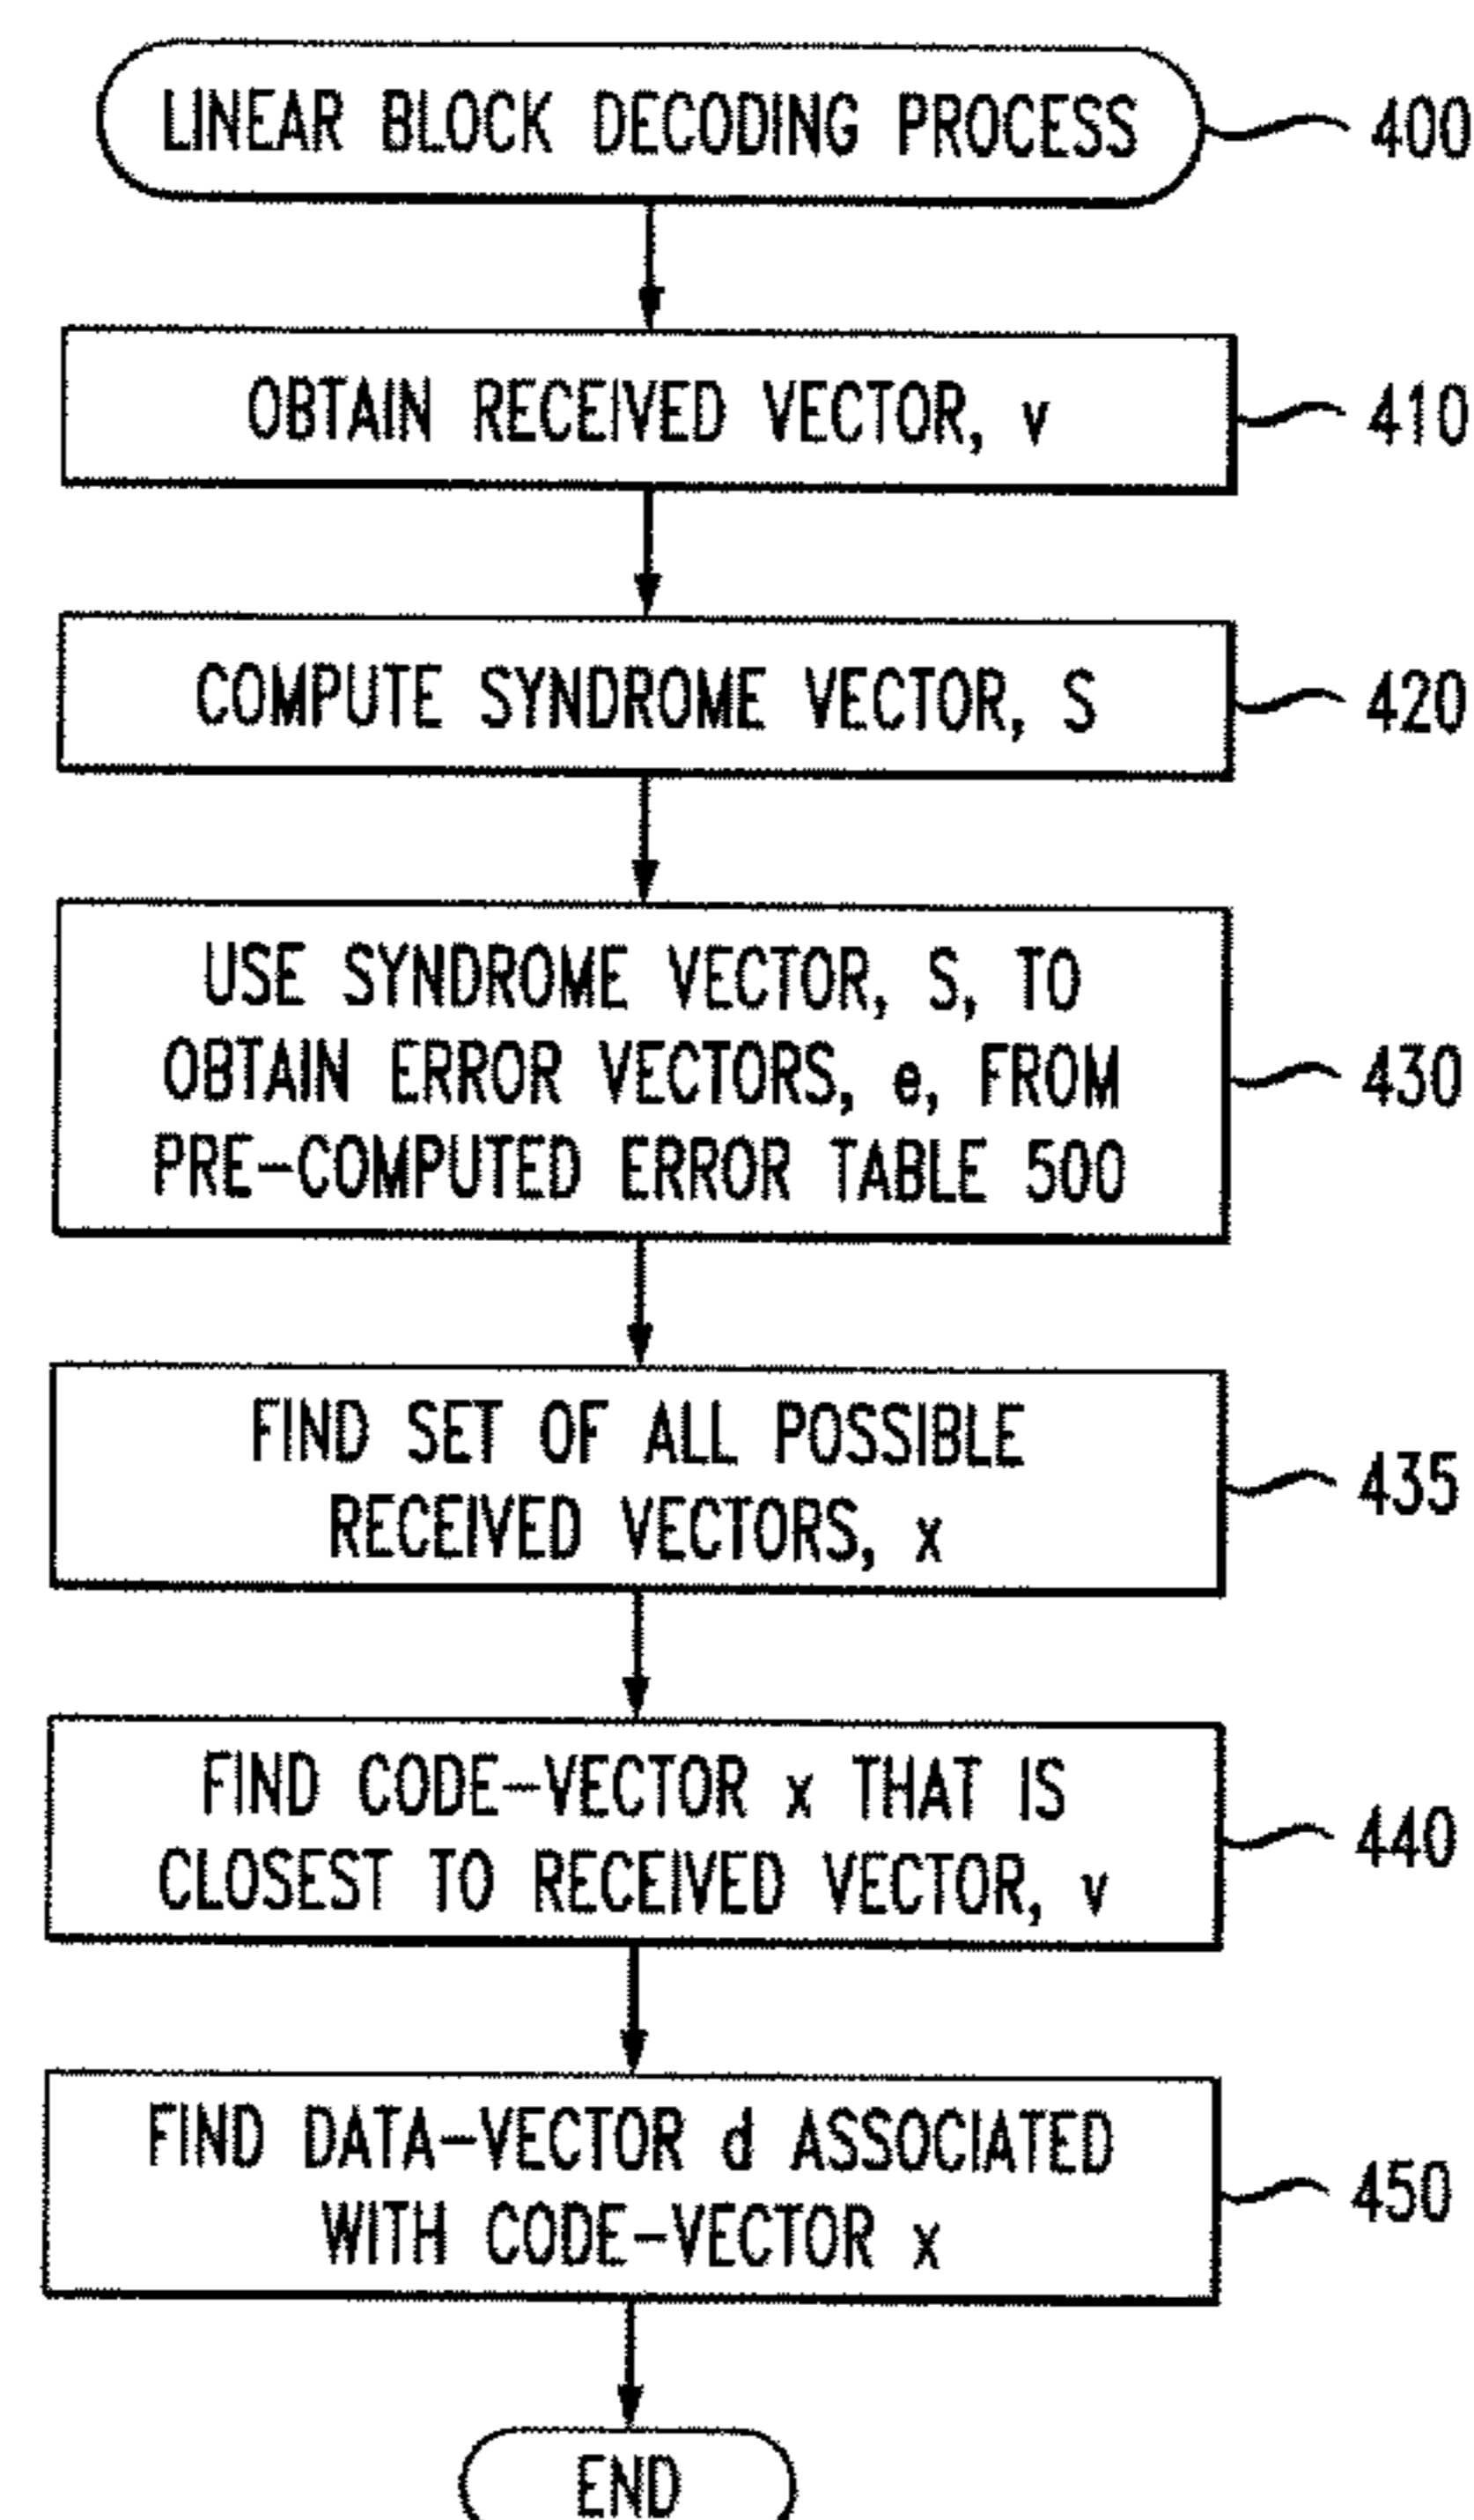 LINEAR BLOCK DECODING PROCESS 400
OBTAIN RECEIVED VECTOR, v 410
COMPUTE SYNDROME VECTOR, S 420
USE SYNDROME VECTOR, S, TO
OBTAIN ERROR VECTORS, e, FROM 430
PRE-COMPUTED ERROR TABLE 500
FIND SET OF ALL POSSIBLE
RECEIVED VECTORS, x
435
FIND CODE-VECTOR x THAT IS
CLOSEST TO RECEIVED VECTOR, v
440
FIND DATA-VECTOR d ASSOCIATED
WITH CODE-VECTOR x
450
END